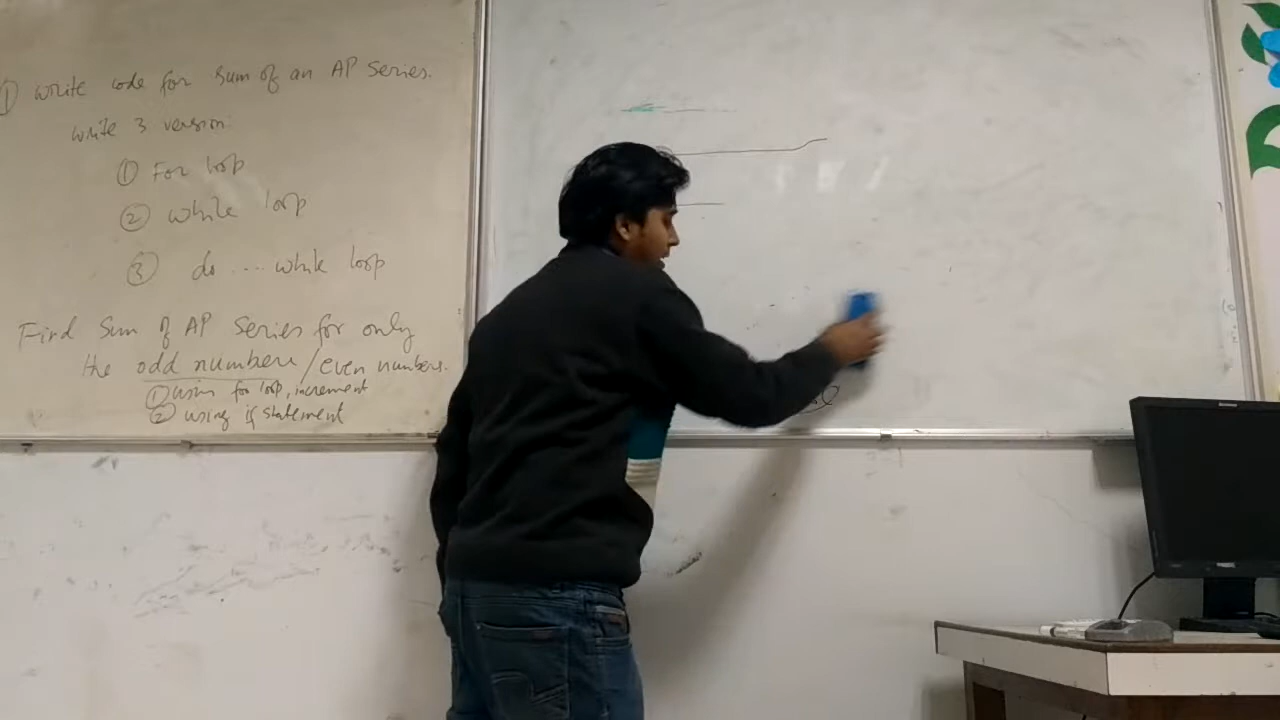 ① Write code for sum of an AP series.
Write 3 version:
① For loop
② while loop
③ do ... while loop
Find Sum of AP Series for only
the odd numbers/even numbers.
① using for loop, increment
② using if statement